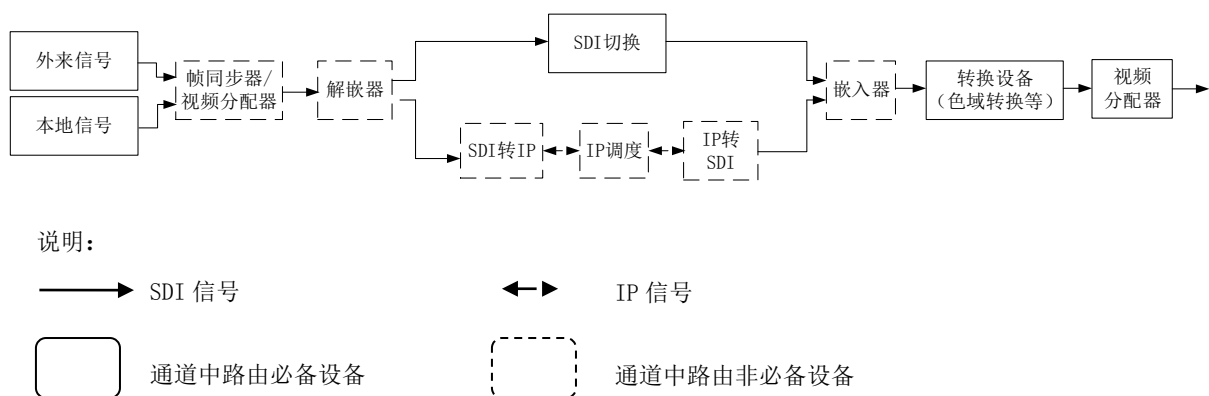 外来信号
本地信号
帧同步器/
视频分配器
解嵌器
SDI切换
SDI转IP
IP调度
IP转
SDI
嵌入器
转换设备
（色域转换等）
视频
分配器
说明：
SDI 信号
IP 信号
通道中路由必备设备
通道中路由非必备设备